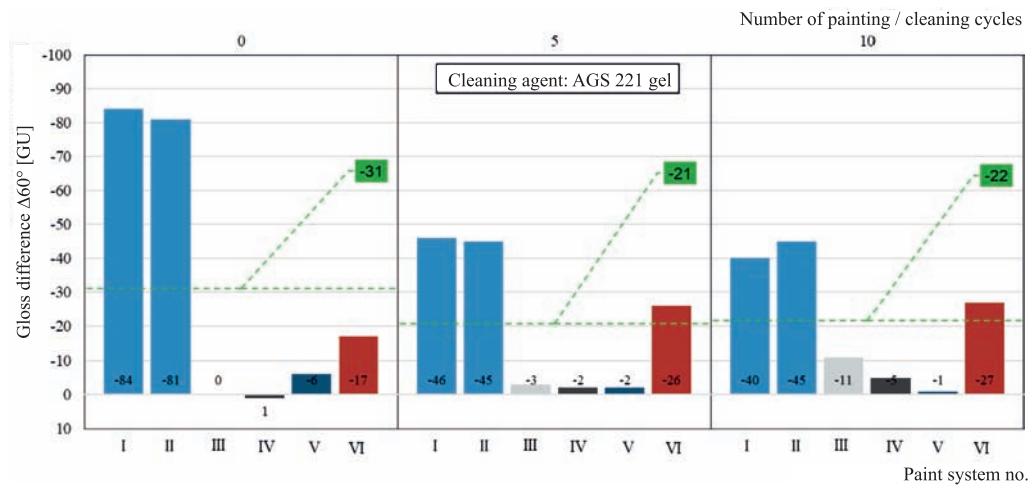 Number of painting / cleaning cycles
0 5 10
Cleaning agent: AGS 221 gel
Gloss difference Δ60° [GU]
-100
-90
-80
-70
-60
-50
-40
-30
-20
-10
0
10
-31 -21 -22
-84 -81 0 1 -6 -17
-46 -45 -3 -2 -2 -26
-40 -45 -11 -5 -1 -27
I II III IV V VI I II III IV V VI I II III IV V VI
Paint system no.